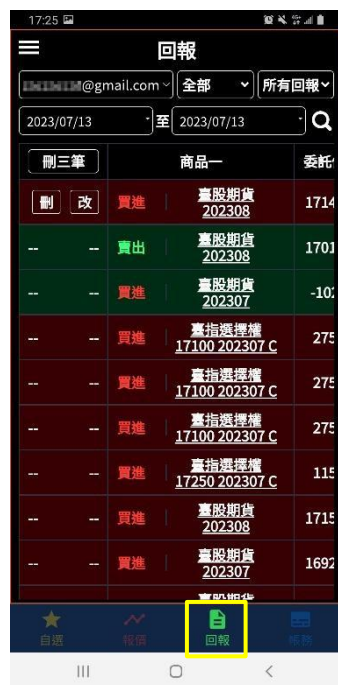 17:25
回報
@gmail.com
全部
所有回報
2023/07/13
至
2023/07/13
刪三筆
商品一
委託
刪
改
買進
臺股期貨
202308
1714
--
--
賣出
臺股期貨
202308
1701
--
--
買進
臺股期貨
202307
-102
--
--
買進
臺指選擇權
17100 202307 C
275
--
--
買進
臺指選擇權
17100 202307 C
275
--
--
買進
臺指選擇權
17100 202307 C
275
--
--
買進
臺指選擇權
17250 202307 C
115
--
--
買進
臺股期貨
202308
1715
--
--
買進
臺股期貨
202307
1692
臺股期貨
自選
報價
回報
帳務